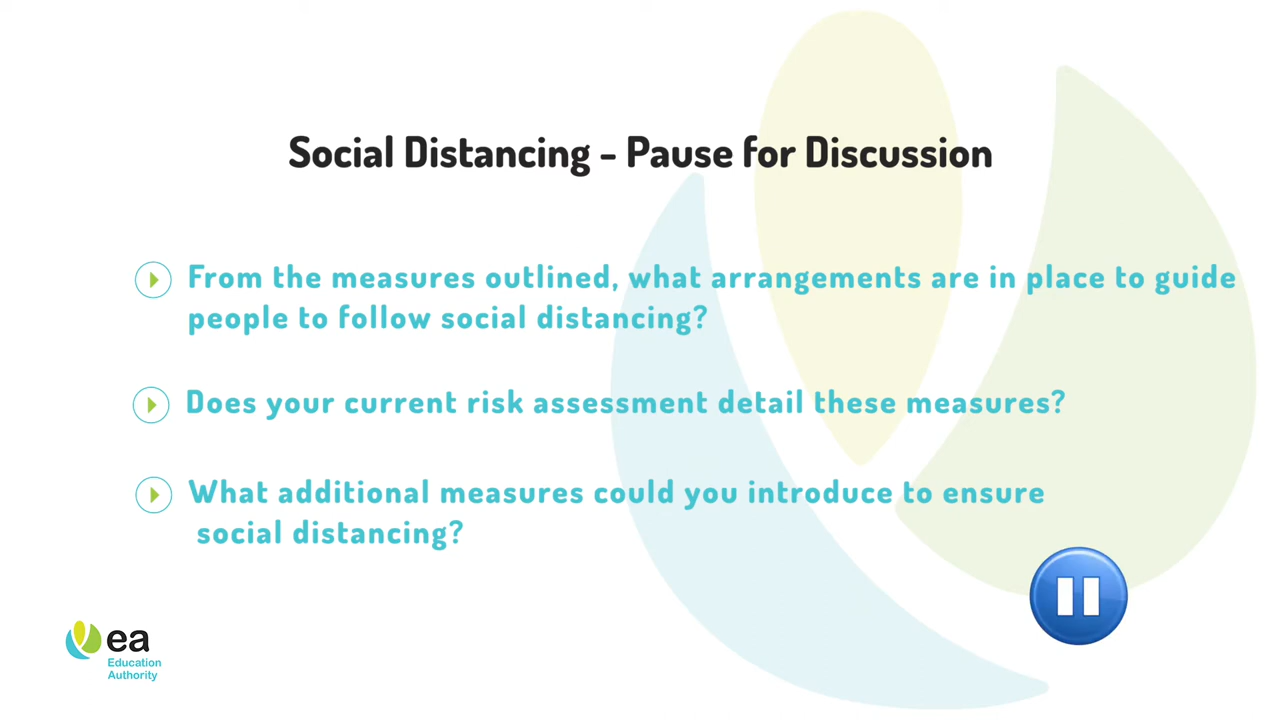 Social Distancing - Pause for Discussion
From the measures outlined, what arrangements are in place to guide
people to follow social distancing?
Does your current risk assessment detail these measures?
What additional measures could you introduce to ensure
social distancing?
ea
Education
Authority